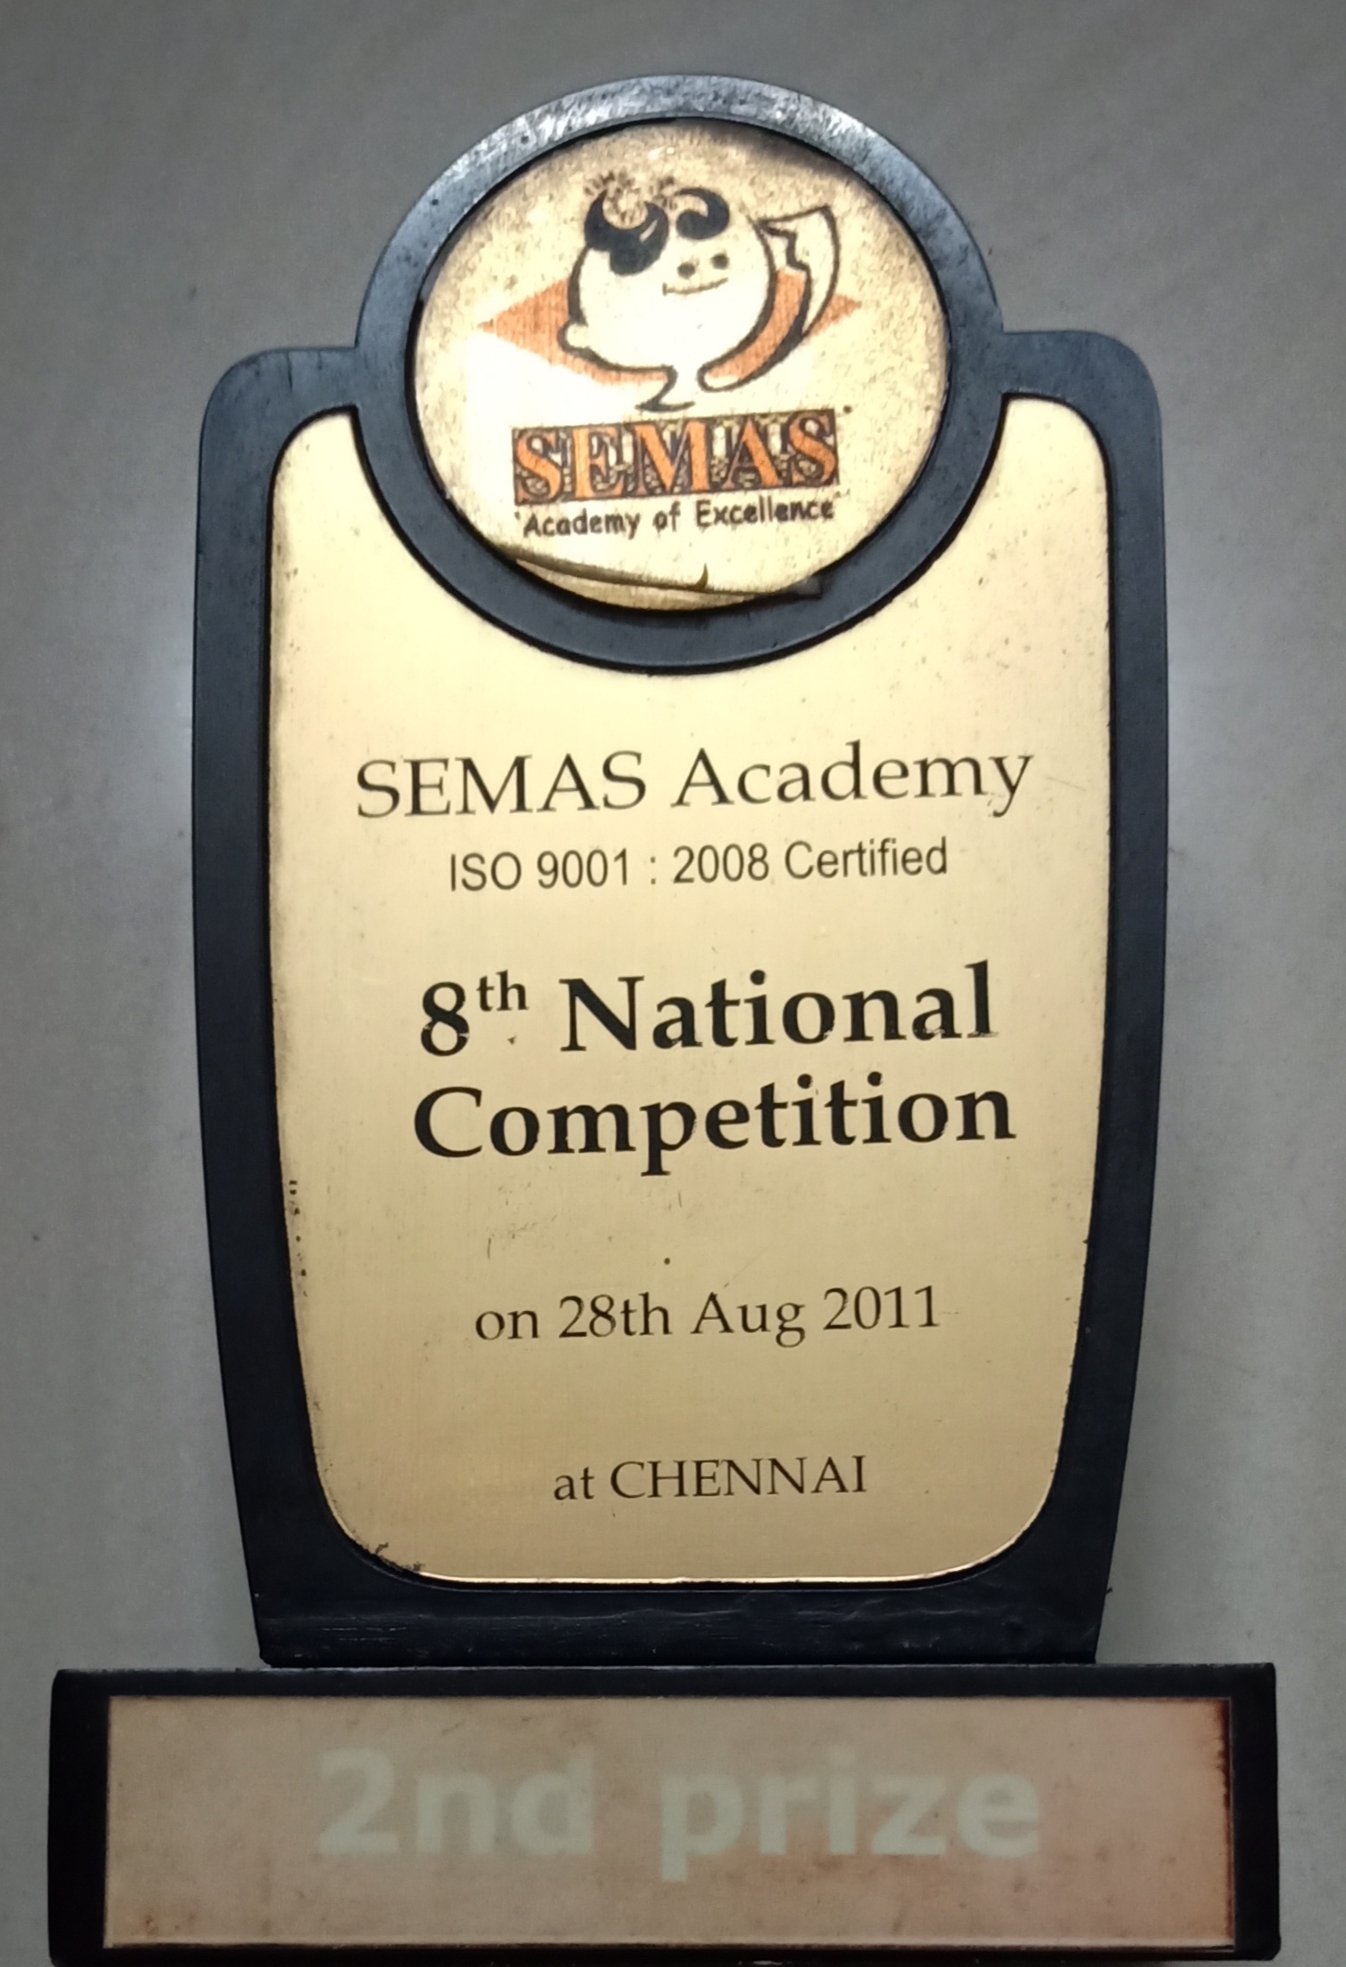 SEMAS
"Academy of Excellence"
SEMAS Academy
ISO 9001 : 2008 Certified
8th National
Competition
on 28th Aug 2011
at CHENNAI
2nd prize